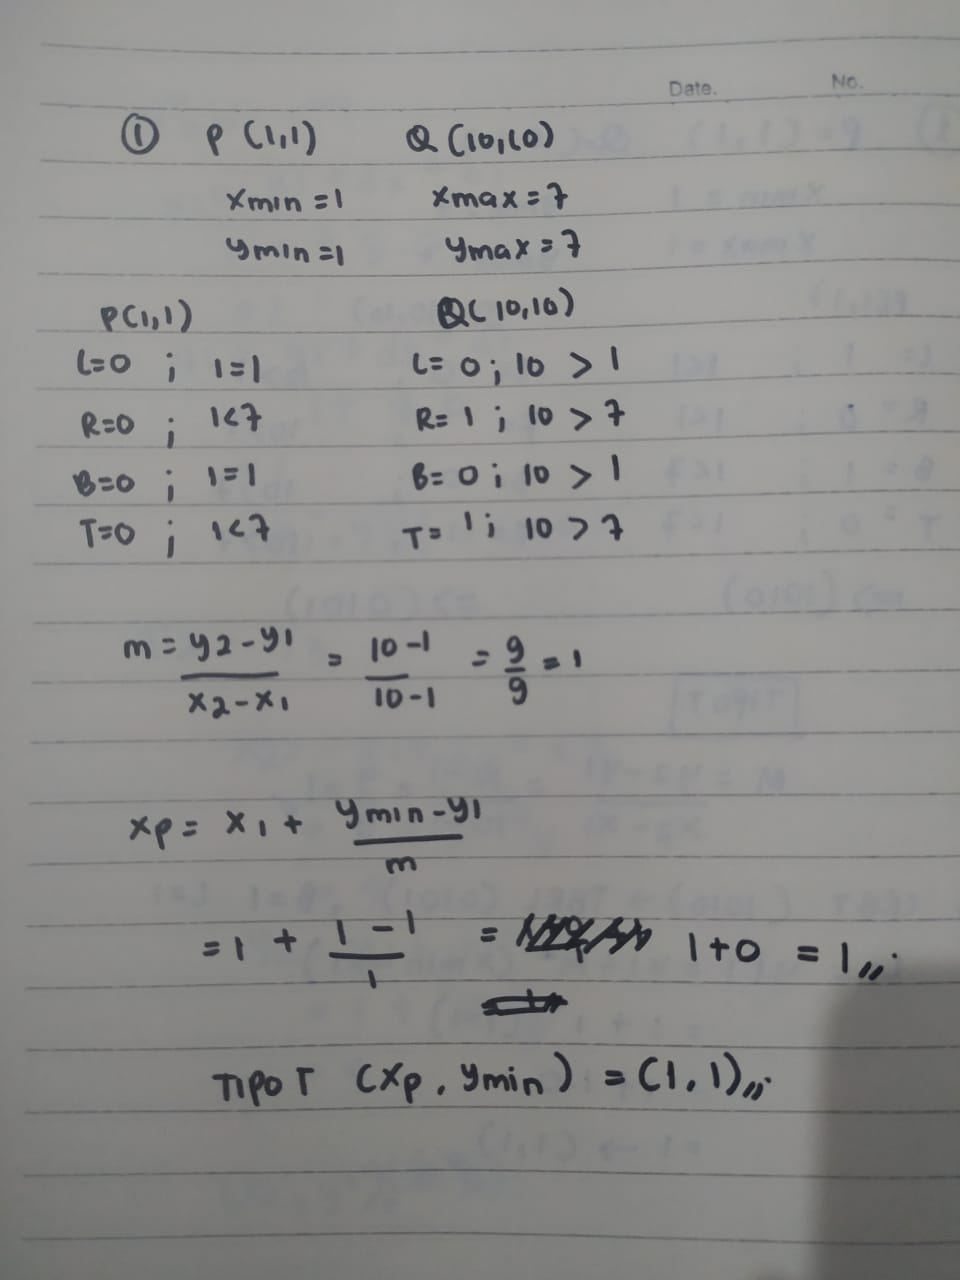 Date. No.
① P (1,1) Q (10,10)
xmin = 1 xmax = 7
ymin = 1 ymax = 7
P(1,1) Q(10,10)
L=0 ; 1=1 L= 0 ; 10 > 1
R=0 ; 1<7 R= 1 ; 10 > 7
B=0 ; 1=1 B= 0 ; 10 > 1
T=0 ; 1<7 T= 1 ; 10 > 7
m = y2-y1 / x2-x1 = 10-1 / 10-1 = 9/9 = 1
xp = x1 + ymin-y1 / m
= 1 + 1-1 / 1 = 1+0 = 1,,.
TIPOT (xp, ymin) = (1,1),,.